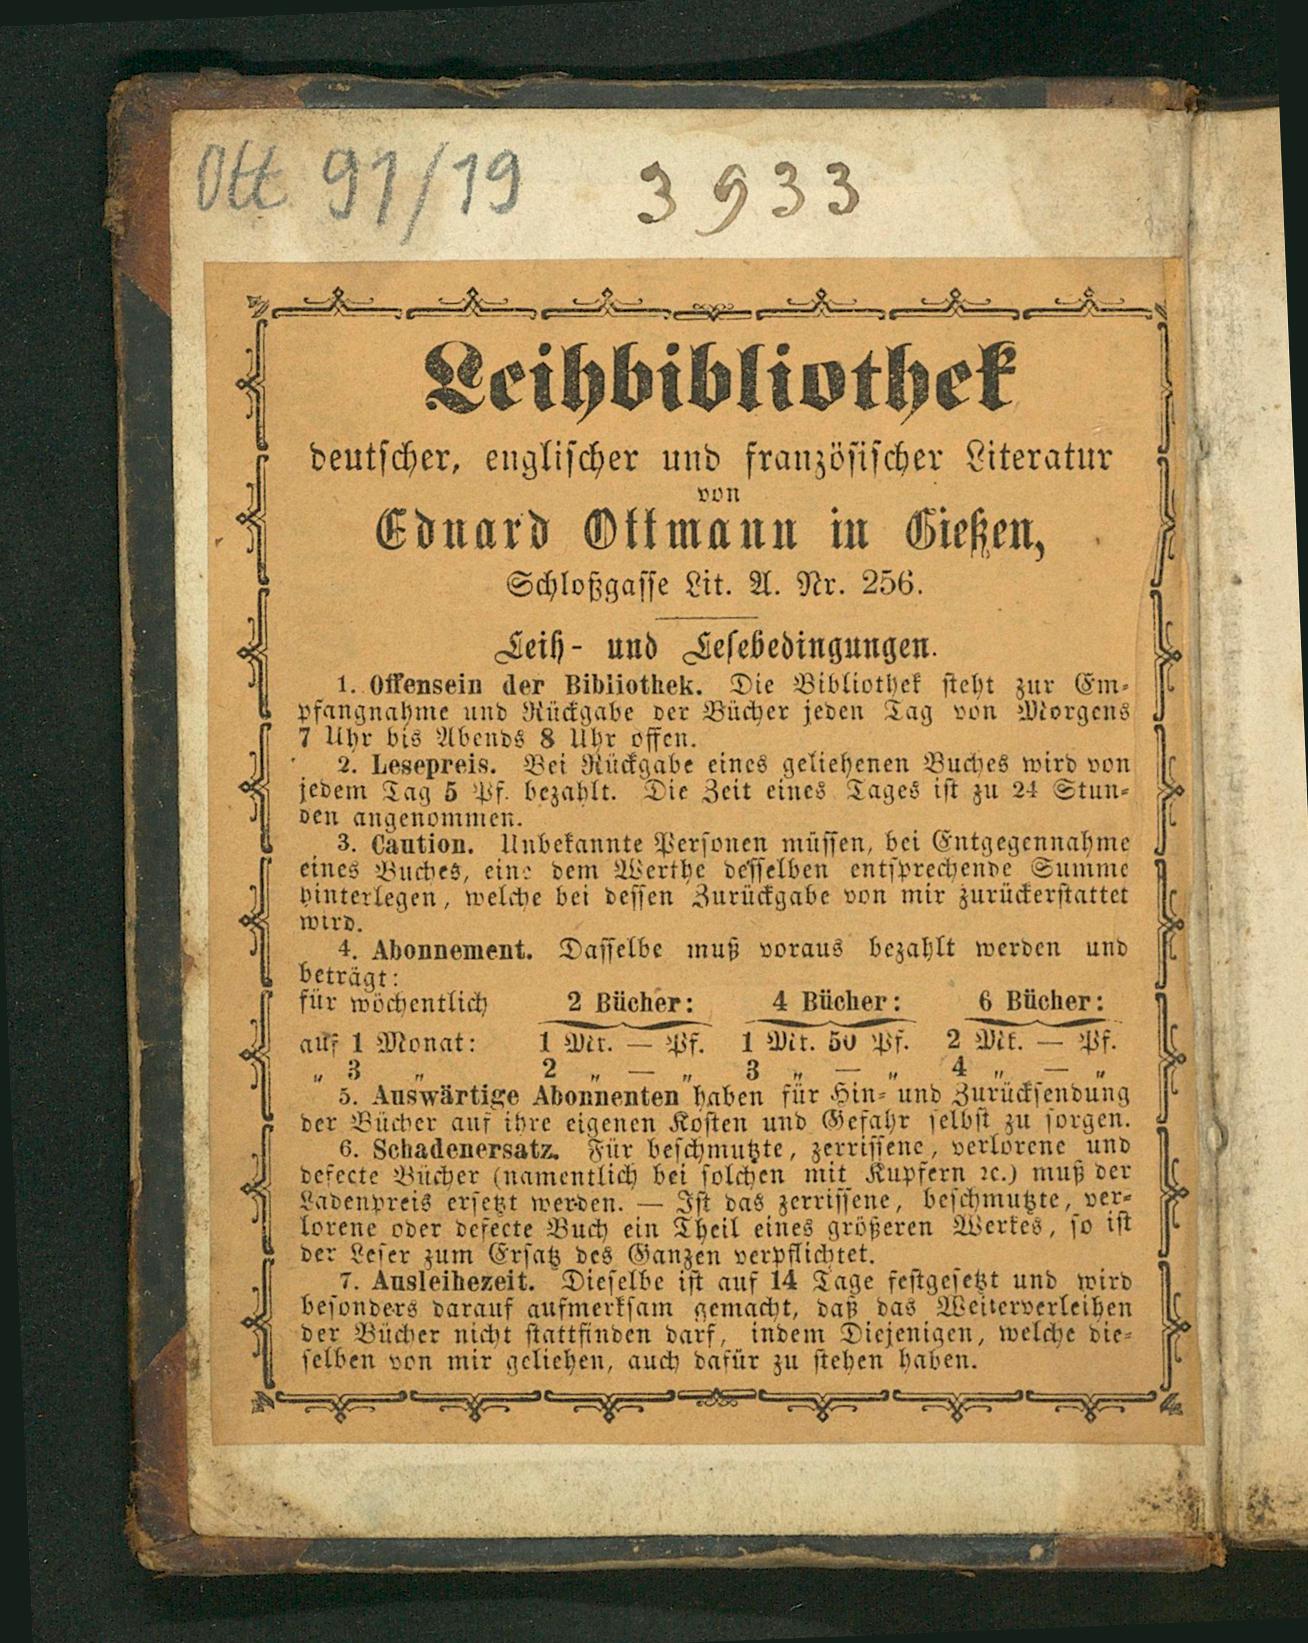 Ott 91/19 3933
Leihbibliothek
deutscher, englischer und französischer Literatur
von
Eduard Ottmann in Gießen,
Schloßgasse Lit. A. Nr. 256.
Leih- und Lesebedingungen.
1. Offensein der Bibliothek. Die Bibliothek steht zur Em-
pfangnahme und Rückgabe der Bücher jeden Tag von Morgens
7 Uhr bis Abends 8 Uhr offen.
2. Lesepreis. Bei Rückgabe eines geliehenen Buches wird von
jedem Tag 5 Pf. bezahlt. Die Zeit eines Tages ist zu 24 Stun-
den angenommen.
3. Caution. Unbekannte Personen müssen, bei Entgegennahme
eines Buches, eine dem Werthe desselben entsprechende Summe
hinterlegen, welche bei dessen Zurückgabe von mir zurückerstattet
wird.
4. Abonnement. Dasselbe muß voraus bezahlt werden und
beträgt:
für wöchentlich 2 Bücher: 4 Bücher: 6 Bücher:
auf 1 Monat: 1 Mk. — Pf. 1 Mk. 50 Pf. 2 Mk. — Pf.
„ 3 „ 2 „ — „ 3 „ — „ 4 „ — „
5. Auswärtige Abonnenten haben für Hin- und Zurücksendung
der Bücher auf ihre eigenen Kosten und Gefahr selbst zu sorgen.
6. Schadenersatz. Für beschmutzte, zerrissene, verlorene und
defecte Bücher (namentlich bei solchen mit Kupfern ꝛc.) muß der
Ladenpreis ersetzt werden. — Ist das zerrissene, beschmutzte, ver-
lorene oder defecte Buch ein Theil eines größeren Werkes, so ist
der Leser zum Ersatz des Ganzen verpflichtet.
7. Ausleihezeit. Dieselbe ist auf 14 Tage festgesetzt und wird
besonders darauf aufmerksam gemacht, daß das Weiterverleihen
der Bücher nicht stattfinden darf, indem Diejenigen, welche die-
selben von mir geliehen, auch dafür zu stehen haben.